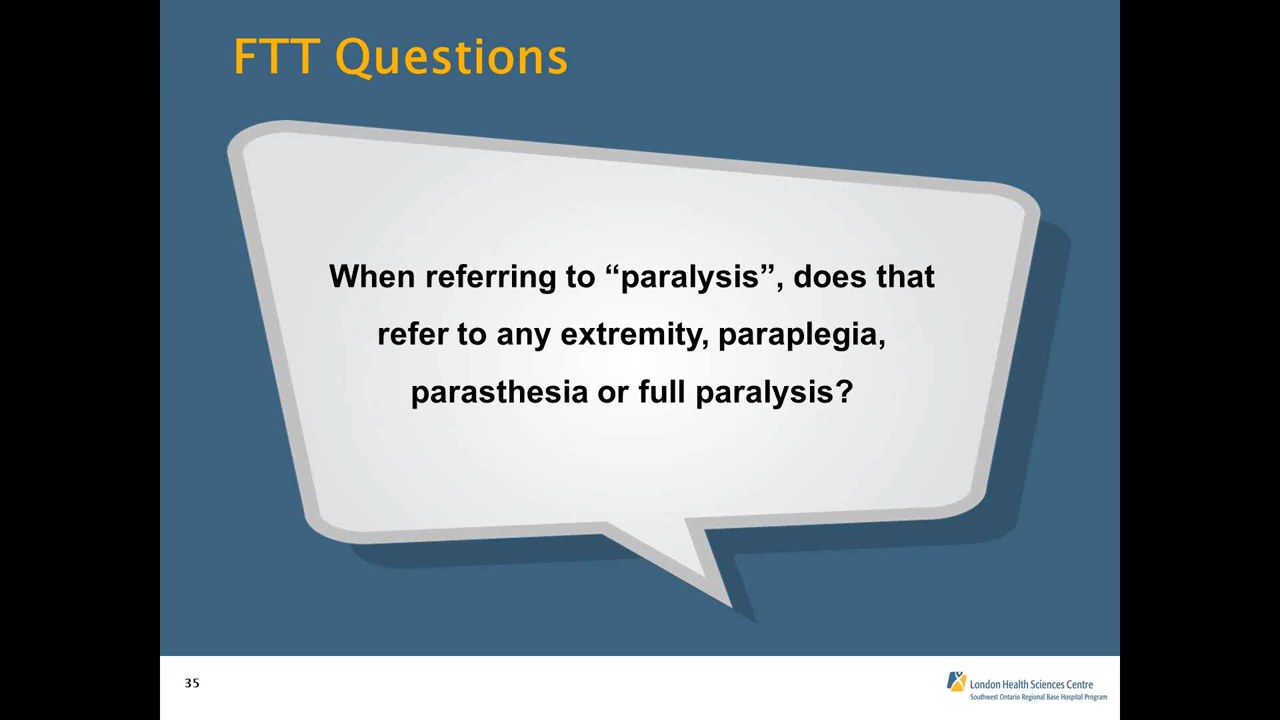 FTT Questions
When referring to “paralysis”, does that
refer to any extremity, paraplegia,
parasthesia or full paralysis?
35
London Health Sciences Centre
Southwest Ontario Regional Base Hospital Program